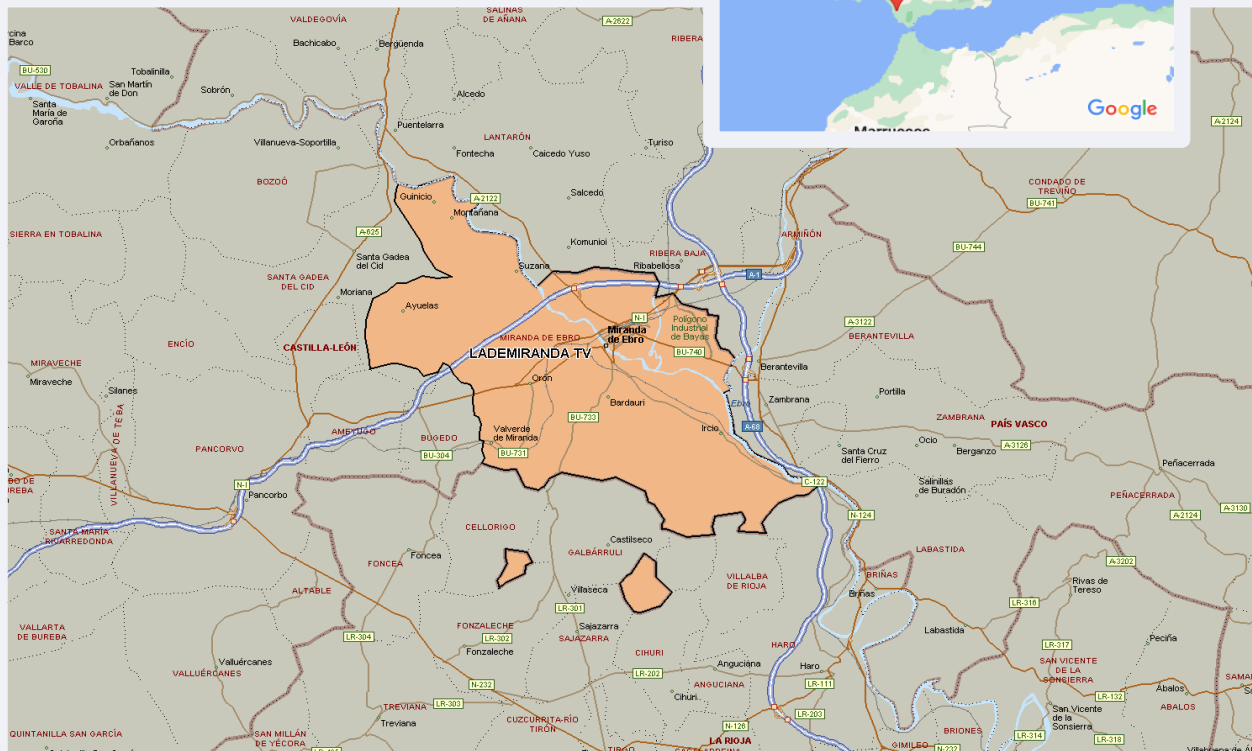 SALINAS
DE AÑANA
VALDEGOVÍA
A-2622
Barco
Bachicabo
Bergüenda
RIBERA
BU-530
Tobalinilla
VALLE DE TOBALINA
San Martín
de Don
Sobrón
Alcedo
Google
Santa
María de
Garoña
Puentelarra
A-2124
Marruecos
LANTARÓN
Orbañanos
Villanueva-Soportilla
Fontecha
Caicedo Yuso
Turiso
BOZOÓ
CONDADO DE
TREVIÑO
Guinicio
A-2122
Salcedo
BU-741
Montañana
SIERRA EN TOBALINA
A-625
ARMIÑÓN
Komunioi
BU-744
Santa Gadea
del Cid
RIBERA BAJA
Suzana
Ribabellosa
SANTA GADEA
DEL CID
A-1
Moriana
Ayuelas
N-I
Polígono
Industrial
de Bayas
A-3122
Miranda
de Ebro
MIRANDA DE EBRO
BERANTEVILLA
ENCÍO
CASTILLA-LEÓN
LADEMIRANDA TV
BU-740
MIRAVECHE
Berantevilla
Miraveche
Orón
Silanes
Portilla
Bardauri
Ebro
Zambrana
VILLANUEVA DE TEBA
BU-733
ZAMBRANA
PAÍS VASCO
AMEYUGO
Valverde
de Miranda
Ircio
A-68
BUGEDO
PANCORVO
Ocio
A-3126
Santa Cruz
del Fierro
Berganzo
BU-304
BU-731
Peñacerrada
N-I
C-122
Salinillas
de Buradón
Pancorbo
PEÑACERRADA
A-3130
N-124
A-2124
CELLORIGO
SANTA MARÍA
RIVARREDONDA
Castilseco
LABASTIDA
GALBÁRRULI
Foncea
A-3202
FONCEA
VILLALBA
DE RIOJA
BRIÑAS
Rivas de
Tereso
ALTABLE
Villaseca
Briñas
LR-301
LR-316
VALLARTA
DE BUREBA
FONZALECHE
Sajazarra
Labastida
LR-304
LR-302
SAJAZARRA
Peciña
Fonzaleche
HARO
LR-317
CIHURI
Valluércanes
Anguciana
Haro
SAN VICENTE
DE LA
SONSIERRA
VALLUÉRCANES
LR-202
N-232
ANGUCIANA
LR-111
Abalos
Cihuri
LR-132
LR-303
TREVIANA
ABALOS
San Vicente
de la
Sonsierra
LR-203
Treviana
CUZCURRITA-RÍO
TIRÓN
N-126
QUINTANILLA SAN GARCÍA
SAN MILLÁN
DE YÉCORA
BRIONES
LR-314
LA RIOJA
LR-318
GIMILEO
N-232